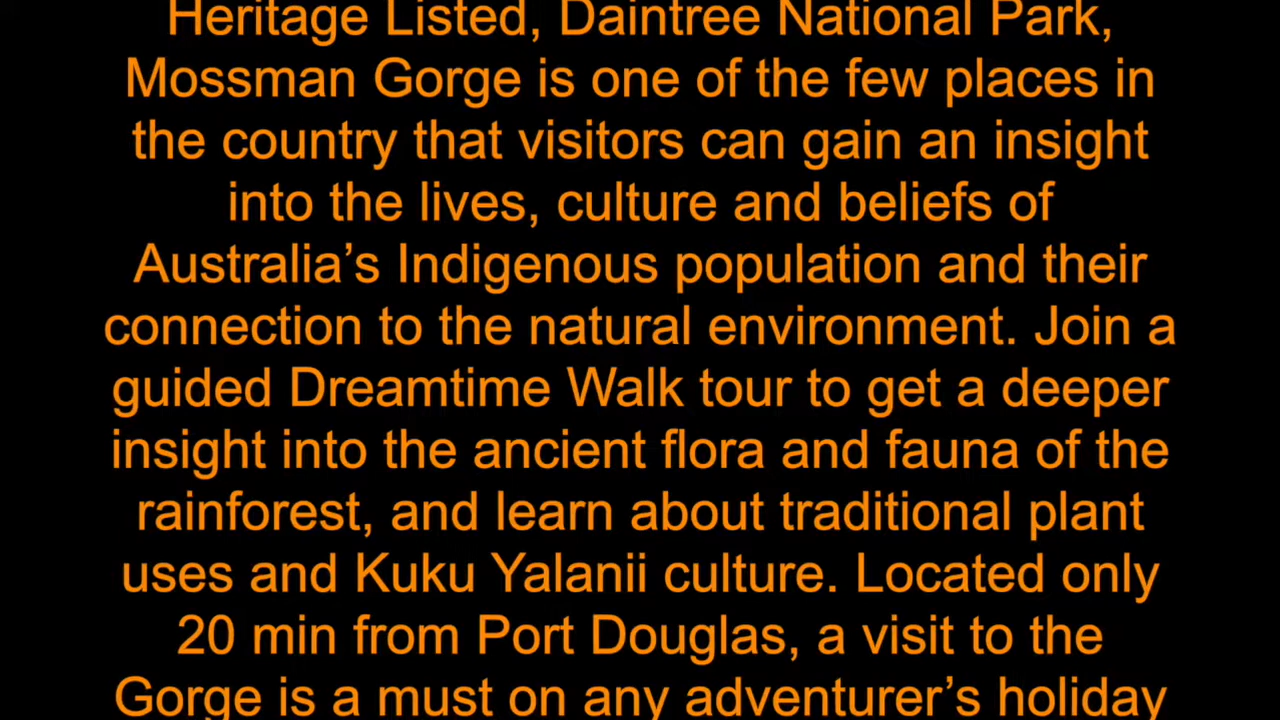 Heritage Listed, Daintree National Park,
Mossman Gorge is one of the few places in
the country that visitors can gain an insight
into the lives, culture and beliefs of
Australia’s Indigenous population and their
connection to the natural environment. Join a
guided Dreamtime Walk tour to get a deeper
insight into the ancient flora and fauna of the
rainforest, and learn about traditional plant
uses and Kuku Yalanii culture. Located only
20 min from Port Douglas, a visit to the
Gorge is a must on any adventurer’s holiday